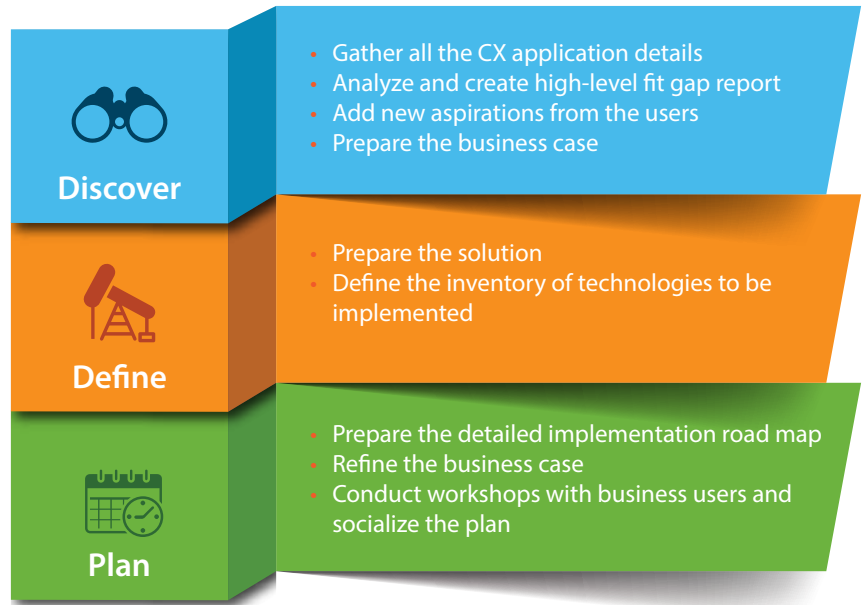 Discover
• Gather all the CX application details
• Analyze and create high-level fit gap report
• Add new aspirations from the users
• Prepare the business case
Define
• Prepare the solution
• Define the inventory of technologies to be
implemented
Plan
• Prepare the detailed implementation road map
• Refine the business case
• Conduct workshops with business users and
socialize the plan